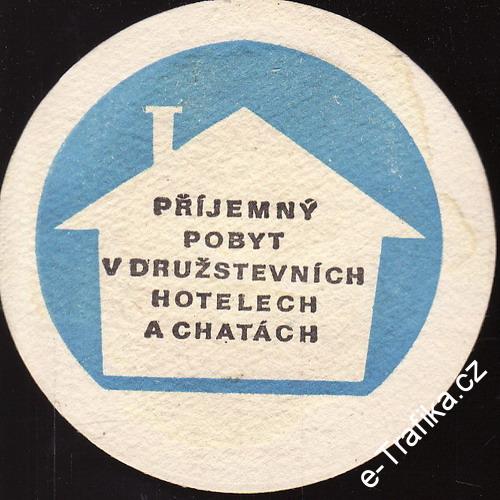 PŘÍJEMNÝ
POBYT
V DRUŽSTEVNÍCH
HOTELECH
A CHATÁCH
e-Trafika.cz